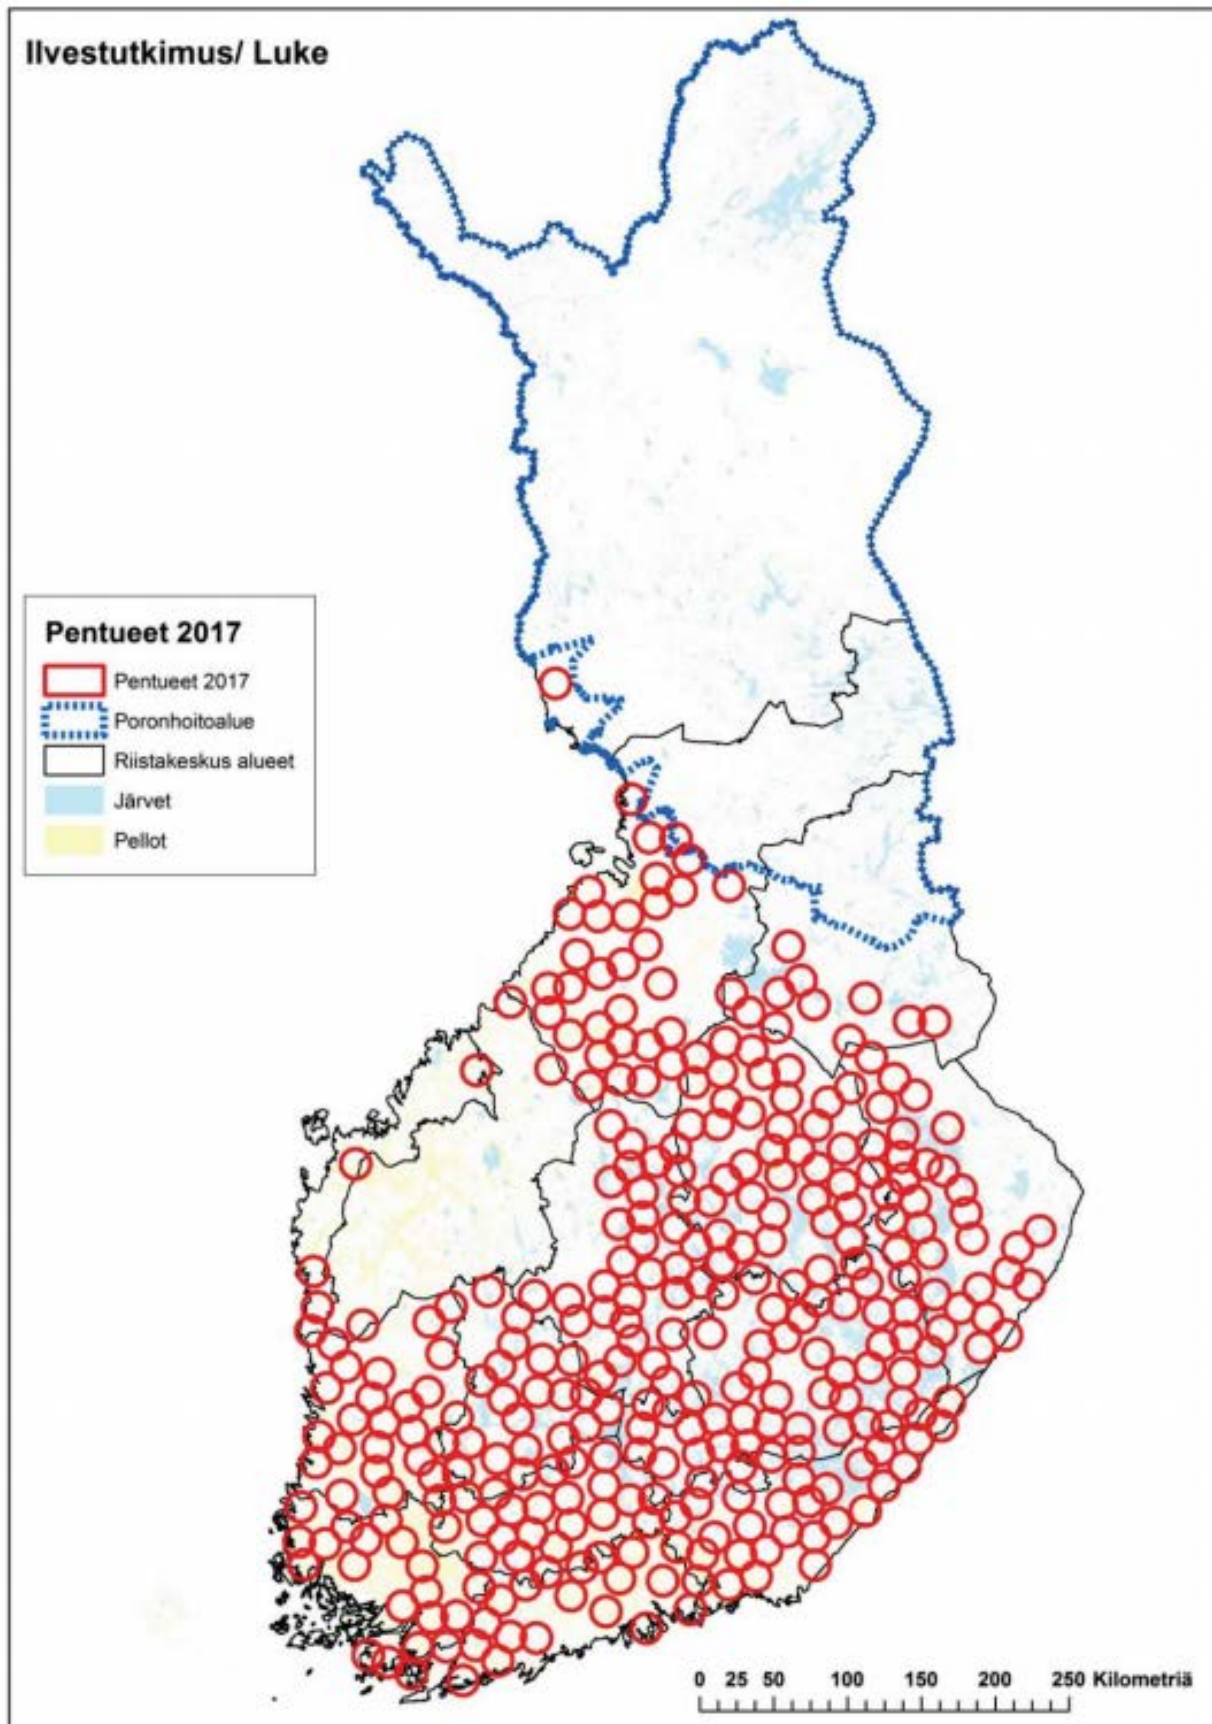 Ilvestutkimus/ Luke
Pentueet 2017
Pentueet 2017
Poronhoitoalue
Riistakeskus alueet
Järvet
Pellot
0 25 50 100 150 200 250 Kilometriä